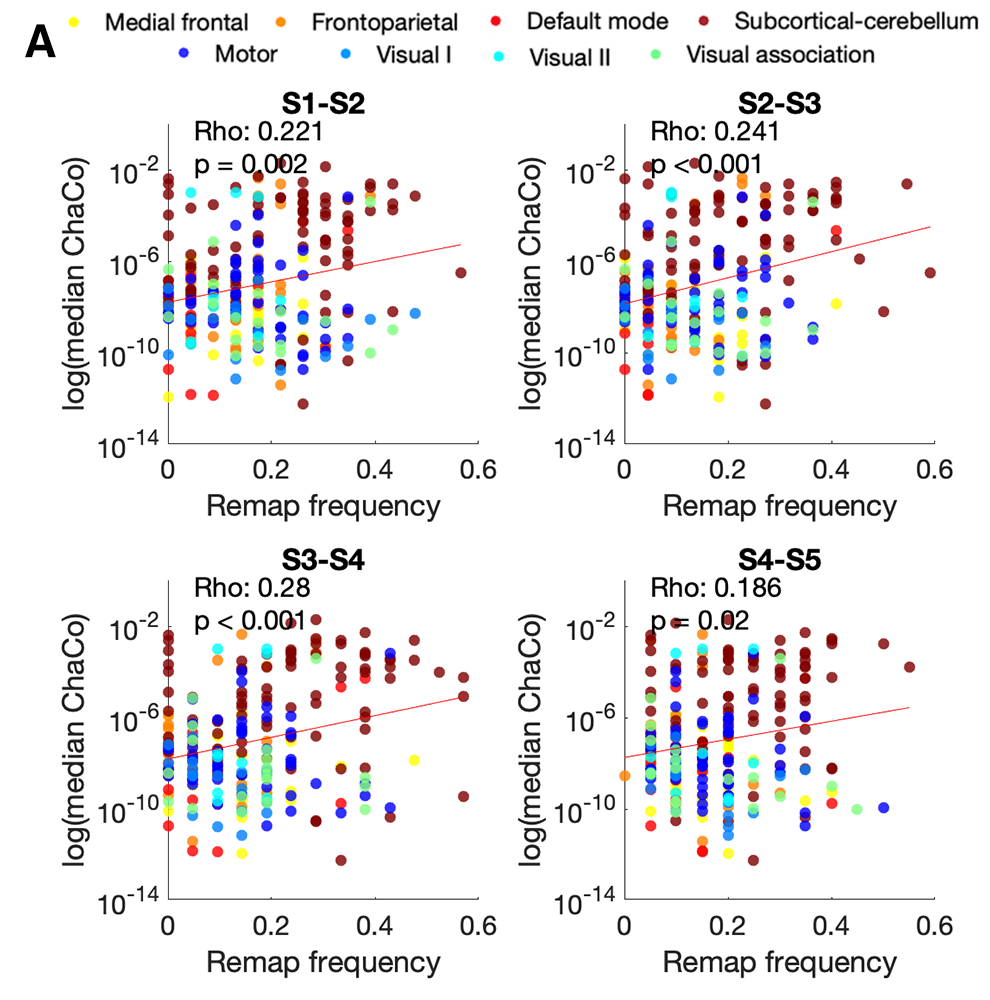 A
Medial frontal Frontoparietal Default mode Subcortical-cerebellum
Motor Visual I Visual II Visual association
S1-S2
Rho: 0.221
p = 0.002
log(median ChaCo)
10-2
10-6
10-10
10-14
0 0.2 0.4 0.6
Remap frequency
S2-S3
Rho: 0.241
p < 0.001
log(median ChaCo)
10-2
10-6
10-10
10-14
0 0.2 0.4 0.6
Remap frequency
S3-S4
Rho: 0.28
p < 0.001
log(median ChaCo)
10-2
10-6
10-10
10-14
0 0.2 0.4 0.6
Remap frequency
S4-S5
Rho: 0.186
p = 0.02
log(median ChaCo)
10-2
10-6
10-10
10-14
0 0.2 0.4 0.6
Remap frequency